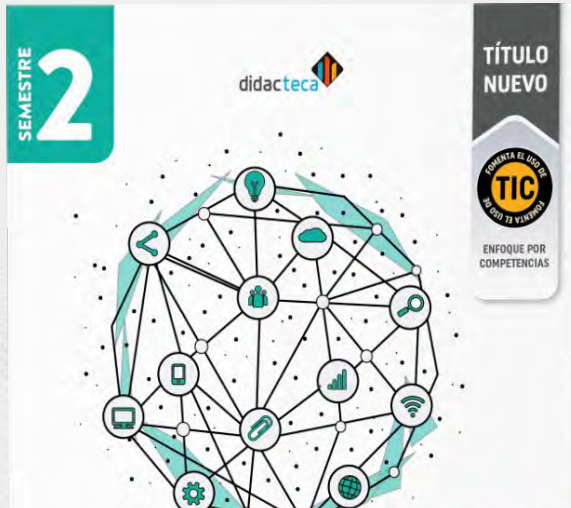 SEMESTRE
2
didacteca
TÍTULO
NUEVO
FOMENTA EL USO DE
TIC
FOMENTA EL USO DE
ENFOQUE POR
COMPETENCIAS